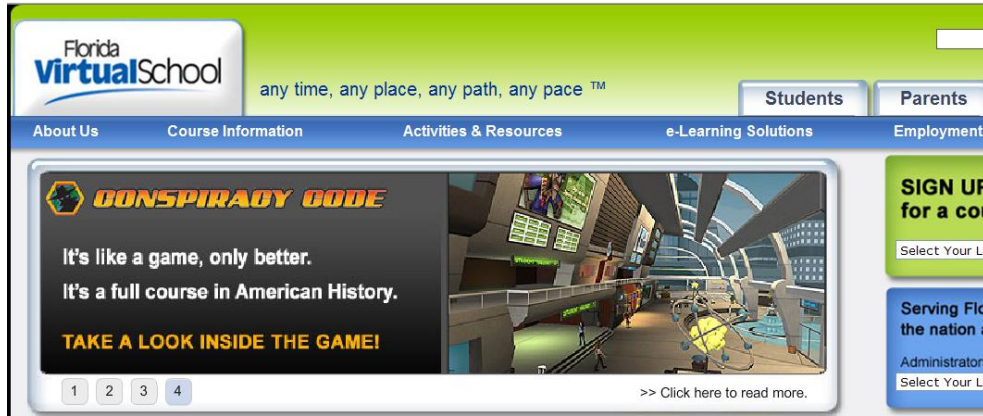 Florida
VirtualSchool
any time, any place, any path, any pace ™
Students
Parents
About Us
Course Information
Activities & Resources
e-Learning Solutions
Employment
CONSPIRACY CODE
It's like a game, only better.
It's a full course in American History.
TAKE A LOOK INSIDE THE GAME!
1 2 3 4
>> Click here to read more.
SIGN UP
for a cou
Select Your L
Serving Flo
the nation a
Administrator
Select Your L